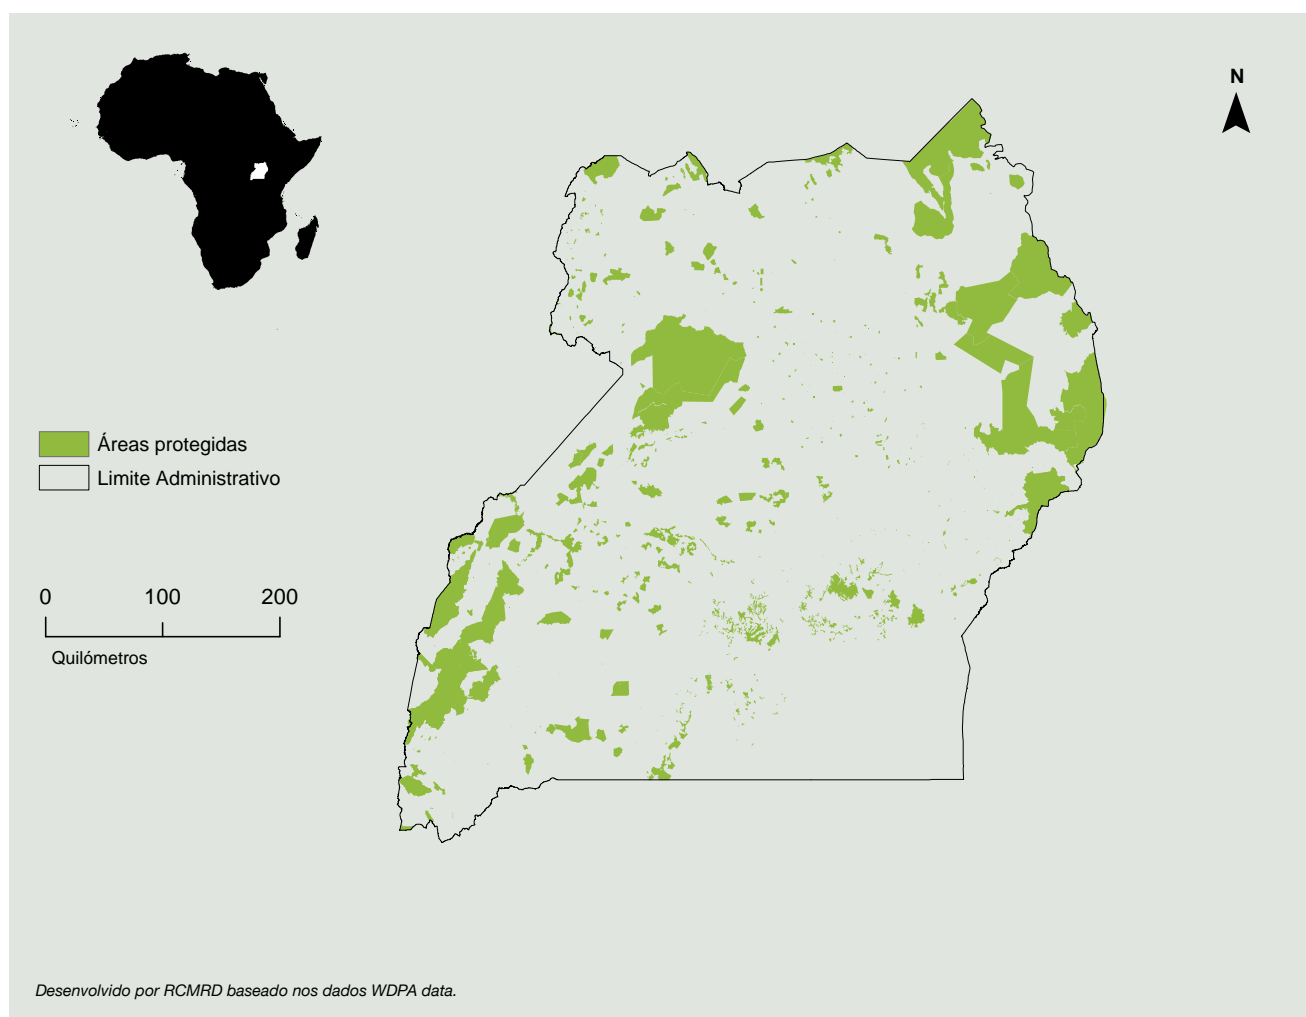 N
Áreas protegidas
Limite Administrativo
0 100 200
Quilómetros
Desenvolvido por RCMRD baseado nos dados WDPA data.